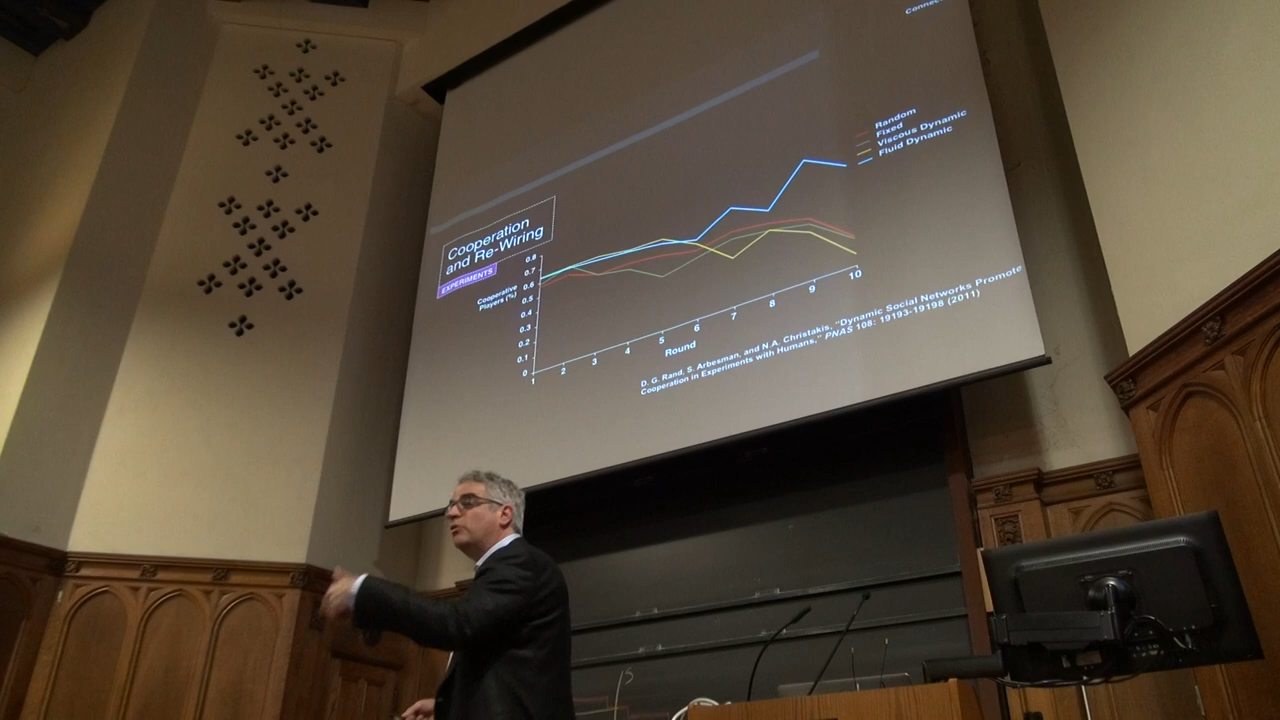 Connec
Random
Fixed
Viscous Dynamic
Fluid Dynamic
Cooperation
and Re-Wiring
EXPERIMENTS
Cooperative
Players (%)
0.8
0.7
0.6
0.5
0.4
0.3
0.2
0.1
0
1 2 3 4 5 6 7 8 9 10
Round
D. G. Rand, S. Arbesman, and N.A. Christakis, "Dynamic Social Networks Promote
Cooperation in Experiments with Humans," PNAS 108: 19193-19198 (2011)